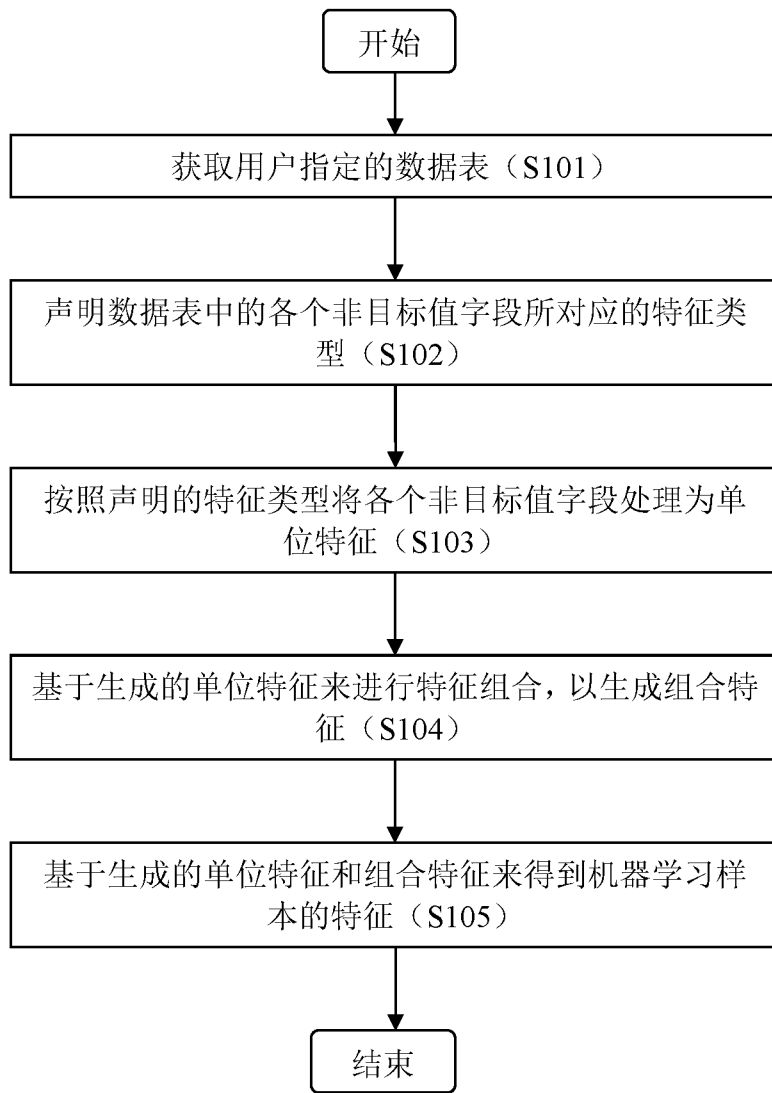 开始
获取用户指定的数据表（S101）
声明数据表中的各个非目标值字段所对应的特征类
型（S102）
按照声明的特征类型将各个非目标值字段处理为单
位特征（S103）
基于生成的单位特征来进行特征组合，以生成组合特
征（S104）
基于生成的单位特征和组合特征来得到机器学习样
本的特征（S105）
结束